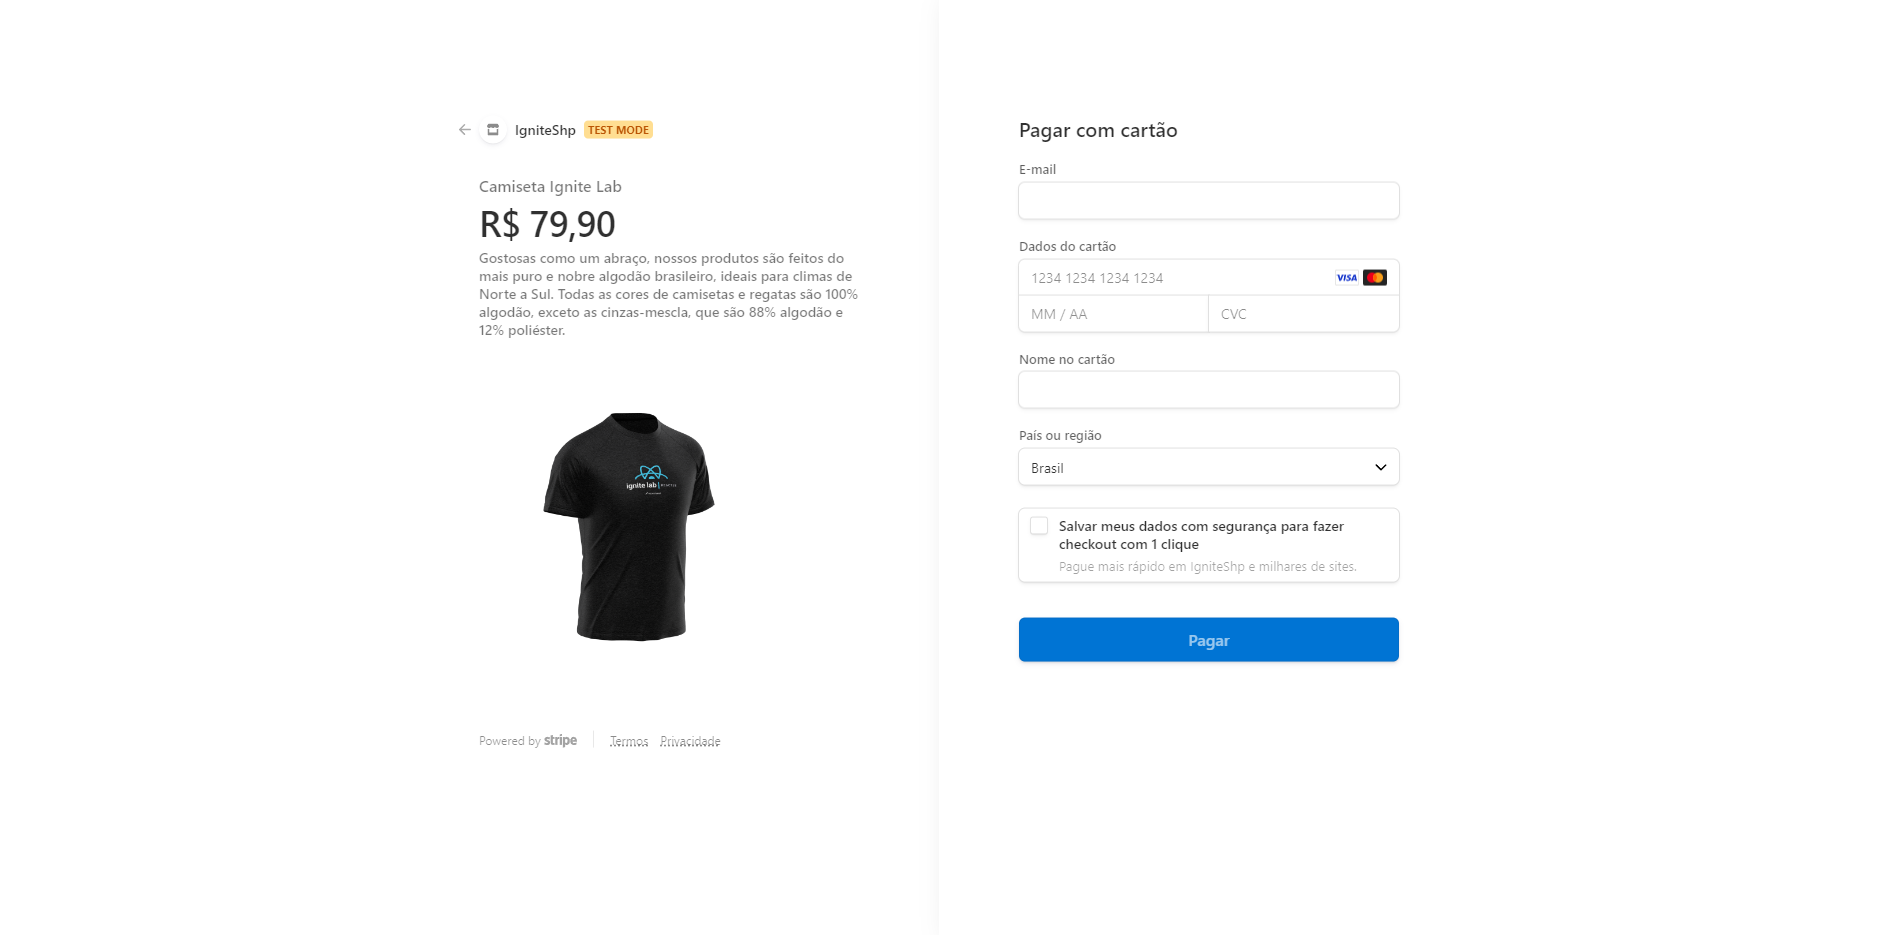 IgniteShp TEST MODE
Camiseta Ignite Lab
R$ 79,90
Gostosas como um abraço, nossos produtos são feitos do
mais puro e nobre algodão brasileiro, ideais para climas de
Norte a Sul. Todas as cores de camisetas e regatas são 100%
algodão, exceto as cinzas-mescla, que são 88% algodão e
12% poliéster.
ignite lab
Powered by stripe
Termos Privacidade
Pagar com cartão
E-mail
Dados do cartão
1234 1234 1234 1234 VISA
MM / AA CVC
Nome no cartão
País ou região
Brasil
Salvar meus dados com segurança para fazer
checkout com 1 clique
Pague mais rápido em IgniteShp e milhares de sites.
Pagar